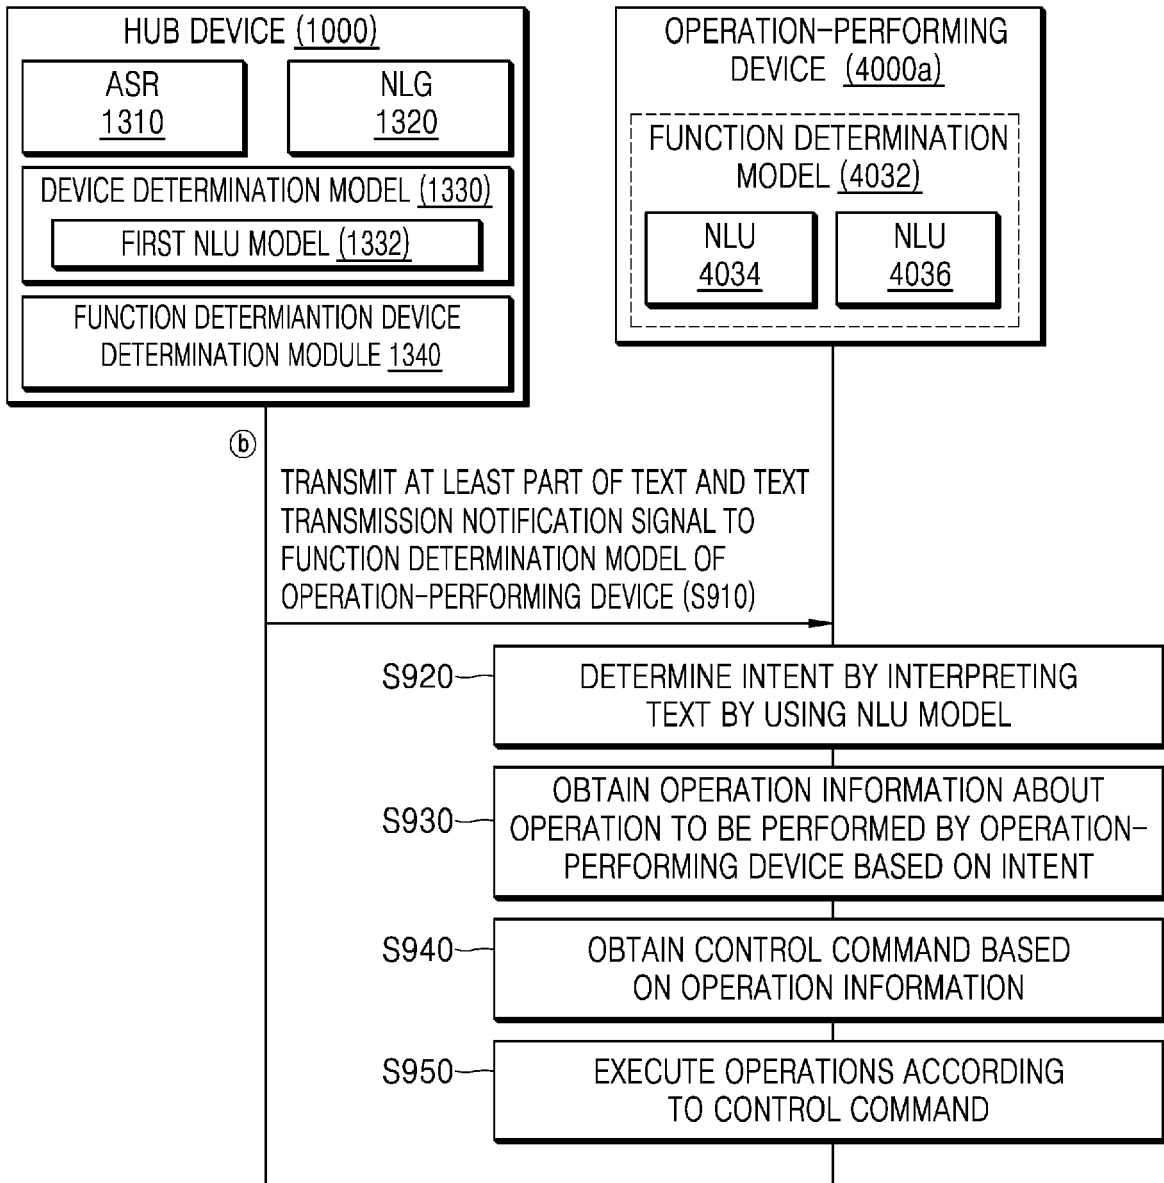 HUB DEVICE (1000)
ASR
1310
NLG
1320
DEVICE DETERMINATION MODEL (1330)
FIRST NLU MODEL (1332)
FUNCTION DETERMIANTION DEVICE
DETERMINATION MODULE 1340
OPERATION-PERFORMING
DEVICE (4000a)
FUNCTION DETERMINATION
MODEL (4032)
NLU
4034
NLU
4036
ⓑ
TRANSMIT AT LEAST PART OF TEXT AND TEXT
TRANSMISSION NOTIFICATION SIGNAL TO
FUNCTION DETERMINATION MODEL OF
OPERATION-PERFORMING DEVICE (S910)
S920
DETERMINE INTENT BY INTERPRETING
TEXT BY USING NLU MODEL
S930
OBTAIN OPERATION INFORMATION ABOUT
OPERATION TO BE PERFORMED BY OPERATION-
PERFORMING DEVICE BASED ON INTENT
S940
OBTAIN CONTROL COMMAND BASED
ON OPERATION INFORMATION
S950
EXECUTE OPERATIONS ACCORDING
TO CONTROL COMMAND